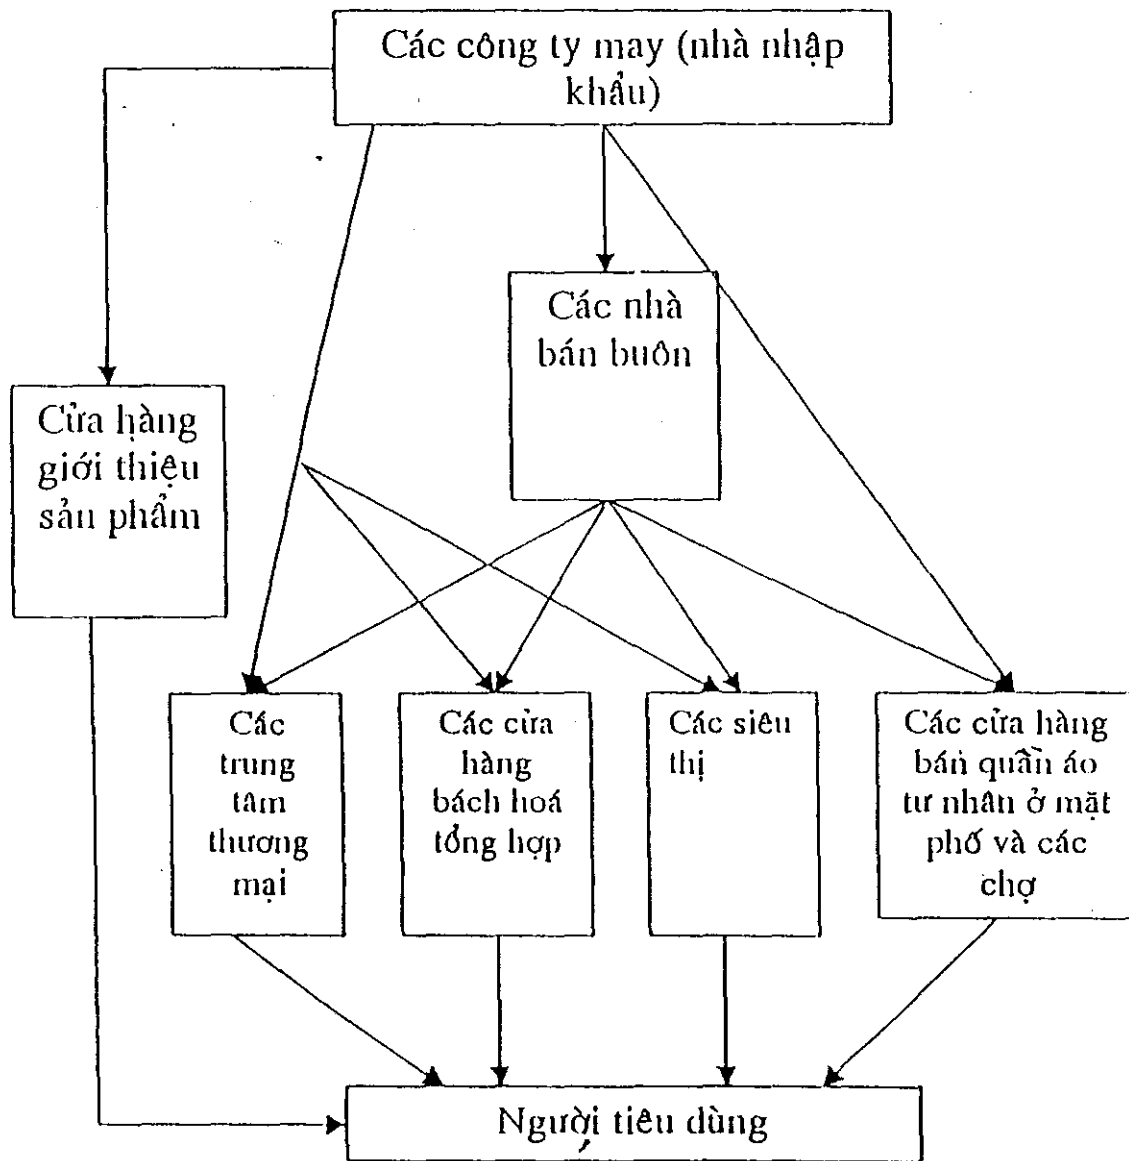 Các công ty may (nhà nhập
khẩu)
Các nhà
bán buôn
Cửa hàng
giới thiệu
sản phẩm
Các
trung
tâm
thương
mại
Các cửa
hàng
bách hoá
tổng hợp
Các siêu
thị
Các cửa hàng
bán quần áo
tư nhân ở mặt
phố và các
chợ
Người tiêu dùng